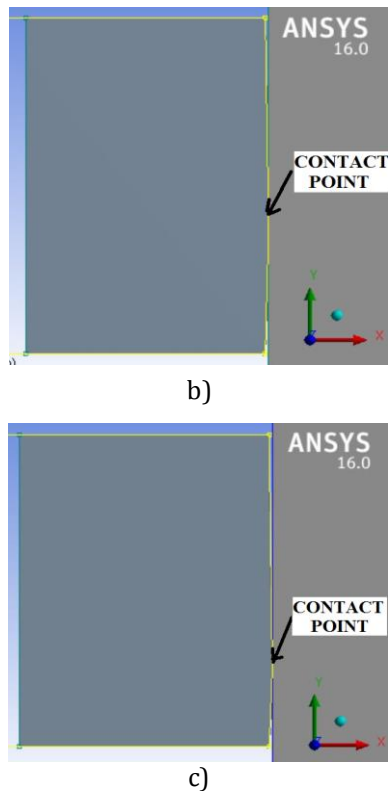 ANSYS
16.0
CONTACT
POINT
Y
X
b)
ANSYS
16.0
CONTACT
POINT
Y
X
c)